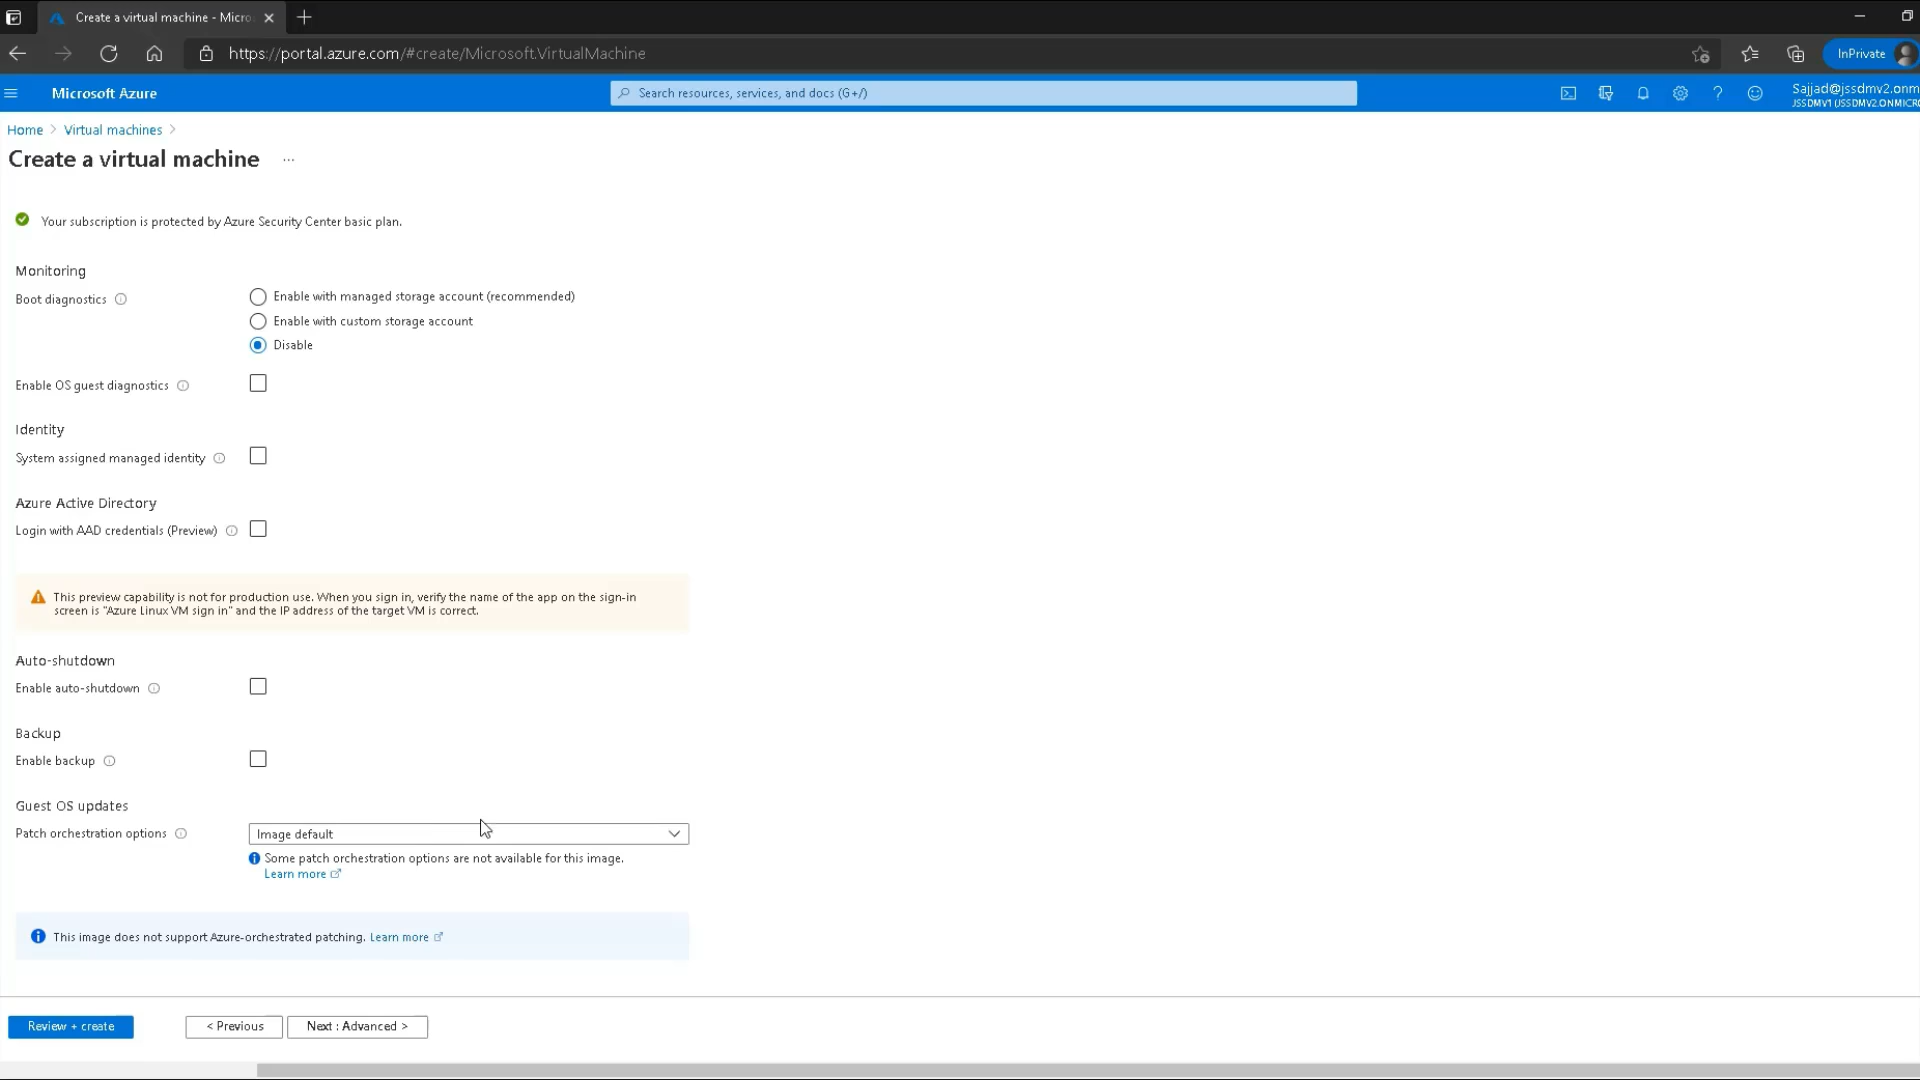 Create a virtual machine - Micro
https://portal.azure.com/#create/Microsoft.VirtualMachine
InPrivate
Microsoft Azure
Search resources, services, and docs (G+/)
Sajjad@jssdmv2.onm
JSSDMV1 (JSSDMV2.ONMICRO
Home > Virtual machines >
Create a virtual machine ...
Your subscription is protected by Azure Security Center basic plan.
Monitoring
Boot diagnostics
Enable with managed storage account (recommended)
Enable with custom storage account
Disable
Enable OS guest diagnostics
Identity
System assigned managed identity
Azure Active Directory
Login with AAD credentials (Preview)
This preview capability is not for production use. When you sign in, verify the name of the app on the sign-in
screen is "Azure Linux VM sign in" and the IP address of the target VM is correct.
Auto-shutdown
Enable auto-shutdown
Backup
Enable backup
Guest OS updates
Patch orchestration options
Image default
Some patch orchestration options are not available for this image.
Learn more
This image does not support Azure-orchestrated patching. Learn more
Review + create
< Previous
Next : Advanced >